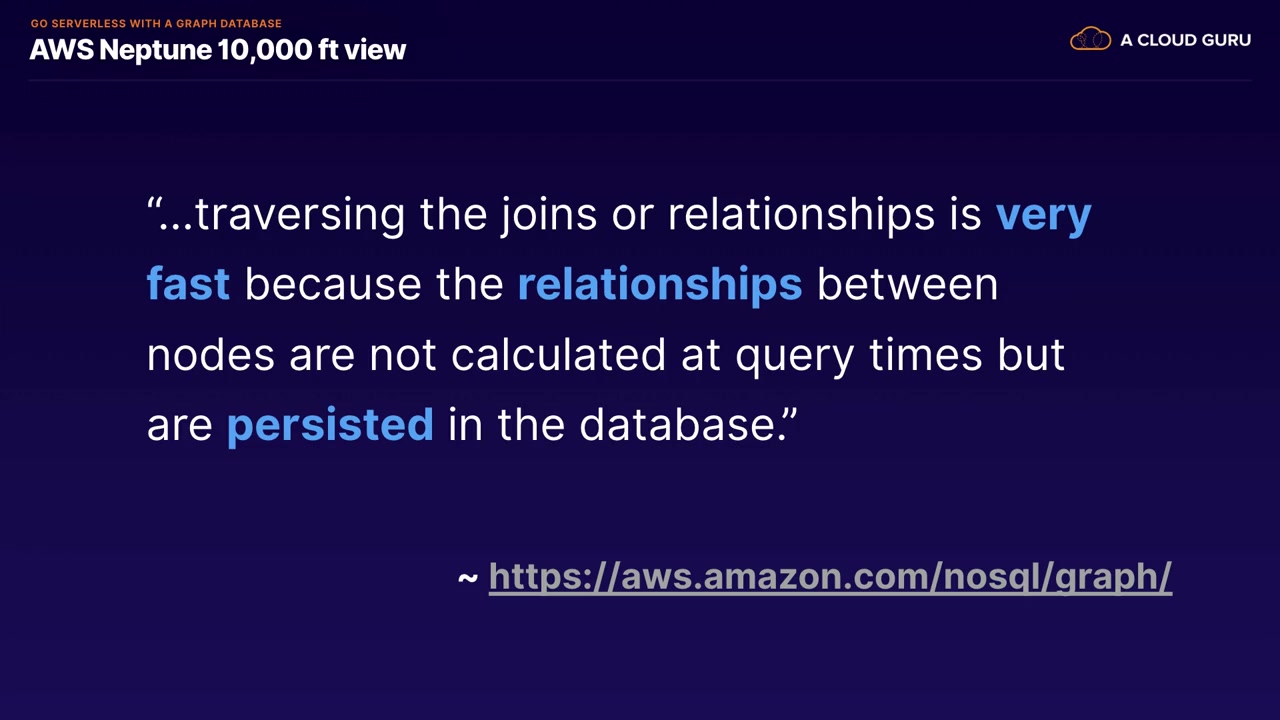 GO SERVERLESS WITH A GRAPH DATABASE
AWS Neptune 10,000 ft view
A CLOUD GURU
“...traversing the joins or relationships is very
fast because the relationships between
nodes are not calculated at query times but
are persisted in the database.”
~ https://aws.amazon.com/nosql/graph/